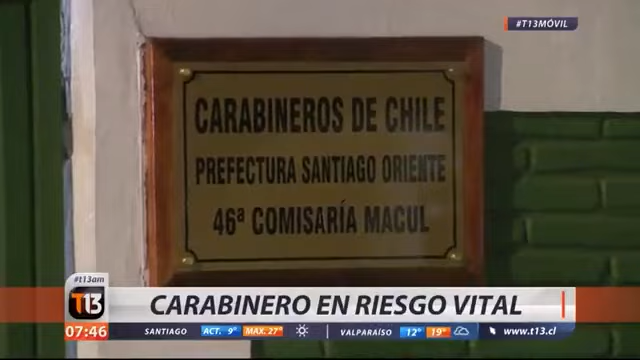 #T13MÓVIL
CARABINEROS DE CHILE
PREFECTURA SANTIAGO ORIENTE
46ª COMISARÍA MACUL
#t13am
T13
CARABINERO EN RIESGO VITAL
07:46
SANTIAGO ACT. 9° MAX. 27° VALPARAÍSO 12° 19° www.t13.cl